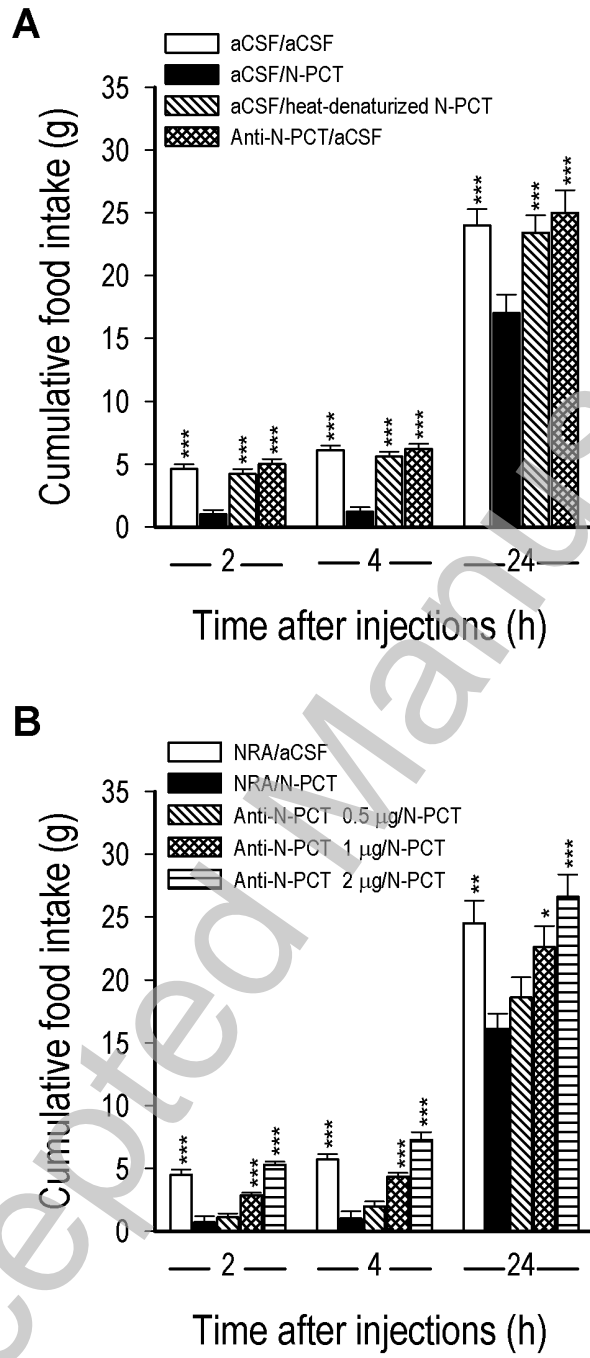 A
aCSF/aCSF
aCSF/N-PCT
aCSF/heat-denaturized N-PCT
Anti-N-PCT/aCSF
Cumulative food intake (g)
35
30
25
20
15
10
5
0
*** *** *** *** *** *** *** *** ***
2 4 24
Time after injections (h)
B
NRA/aCSF
NRA/N-PCT
Anti-N-PCT 0.5 µg/N-PCT
Anti-N-PCT 1 µg/N-PCT
Anti-N-PCT 2 µg/N-PCT
Cumulative food intake (g)
35
30
25
20
15
10
5
0
*** *** *** *** *** *** ** * ***
2 4 24
Time after injections (h)
cepted Manus